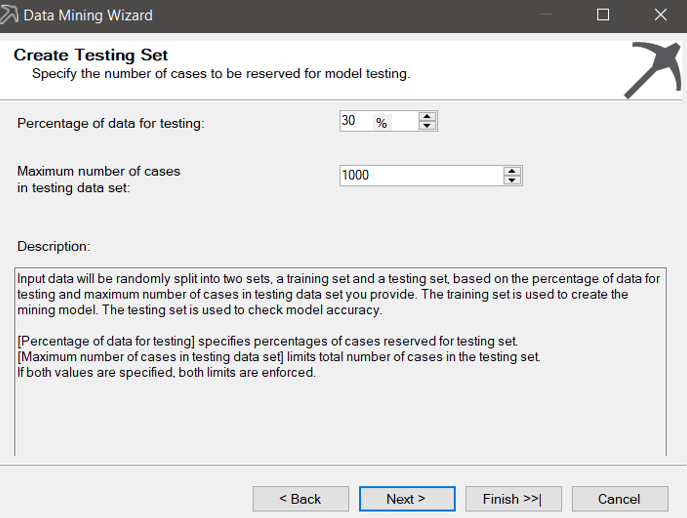 Data Mining Wizard
Create Testing Set
Specify the number of cases to be reserved for model testing.
Percentage of data for testing:
30 %
Maximum number of cases
in testing data set:
1000
Description:
Input data will be randomly split into two sets, a training set and a testing set, based on the percentage of data for
testing and maximum number of cases in testing data set you provide. The training set is used to create the
mining model. The testing set is used to check model accuracy.
[Percentage of data for testing] specifies percentages of cases reserved for testing set.
[Maximum number of cases in testing data set] limits total number of cases in the testing set.
If both values are specified, both limits are enforced.
< Back
Next >
Finish >>|
Cancel